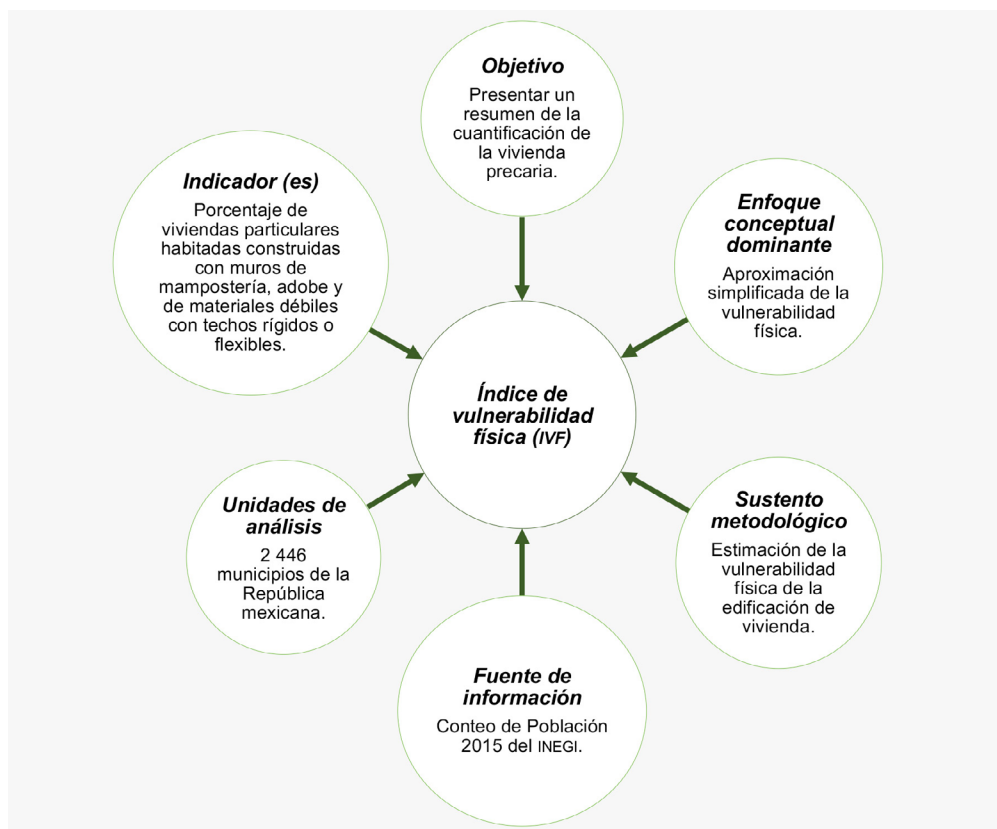 Objetivo
Presentar un
resumen de la
cuantificación de
la vivienda
precaria.
Indicador (es)
Porcentaje de
viviendas particulares
habitadas construidas
con muros de
mampostería, adobe y
de materiales débiles
con techos rígidos o
flexibles.
Enfoque
conceptual
dominante
Aproximación
simplificada de la
vulnerabilidad
física.
Índice de
vulnerabilidad
física (IVF)
Unidades de
análisis
2 446
municipios de la
República
mexicana.
Sustento
metodológico
Estimación de la
vulnerabilidad
física de la
edificación de
vivienda.
Fuente de
información
Conteo de Población
2015 del INEGI.